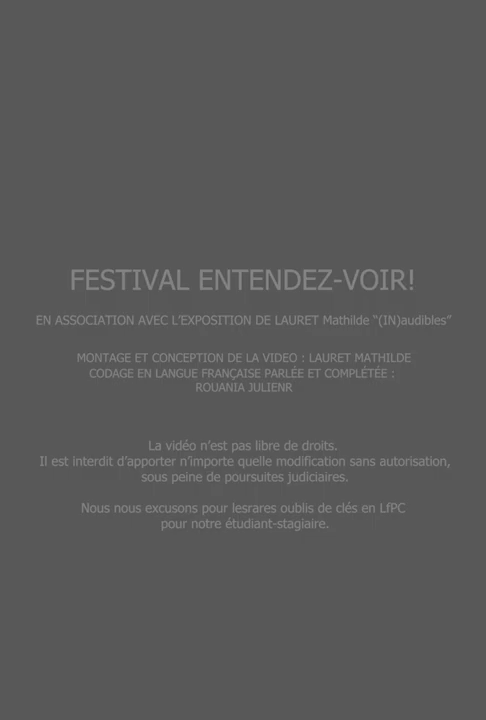 FESTIVAL ENTENDEZ-VOIR!
EN ASSOCIATION AVEC L'EXPOSITION DE LAURET Mathilde "(IN)audibles"
MONTAGE ET CONCEPTION DE LA VIDEO : LAURET MATHILDE
CODAGE EN LANGUE FRANÇAISE PARLÉE ET COMPLÉTÉE :
ROUANIA JULIENR
La vidéo n'est pas libre de droits.
Il est interdit d'apporter n'importe quelle modification sans autorisation,
sous peine de poursuites judiciaires.
Nous nous excusons pour lesrares oublis de clés en LfPC
pour notre étudiant-stagiaire.